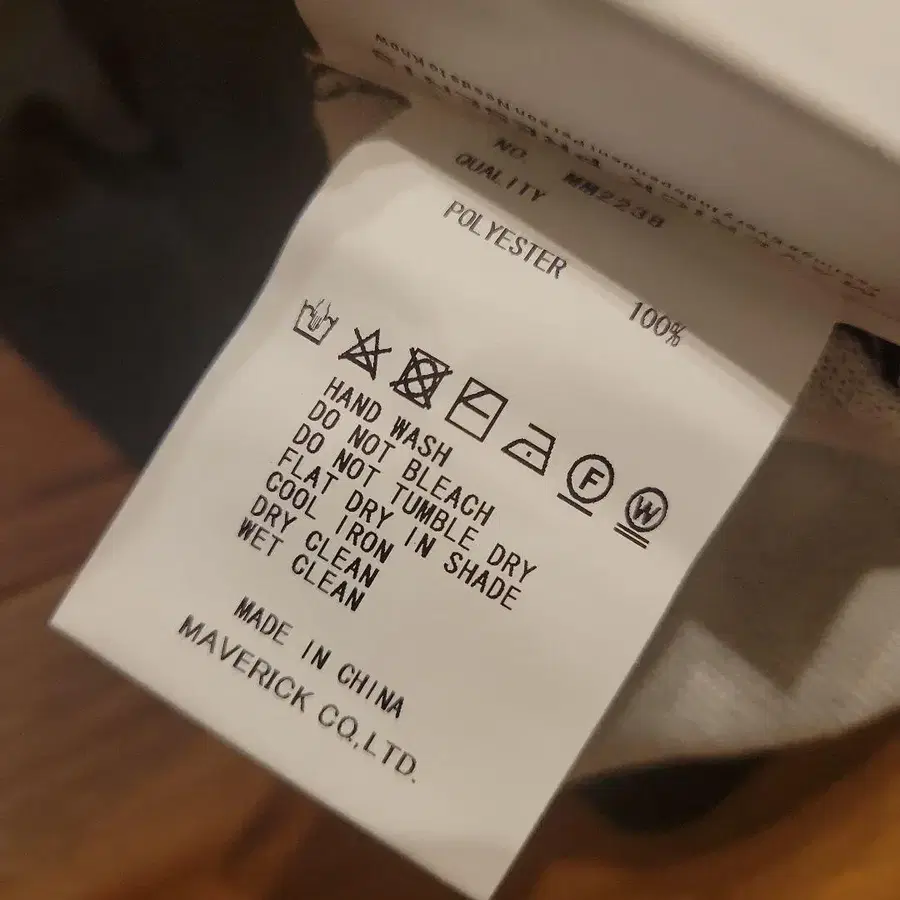 NO. MM2238
QUALITY
POLYESTER 100%
F W
HAND WASH
DO NOT BLEACH
DO NOT TUMBLE DRY
FLAT DRY IN SHADE
COOL IRON
DRY CLEAN
WET CLEAN
MADE IN CHINA
MAVERICK CO.,LTD.